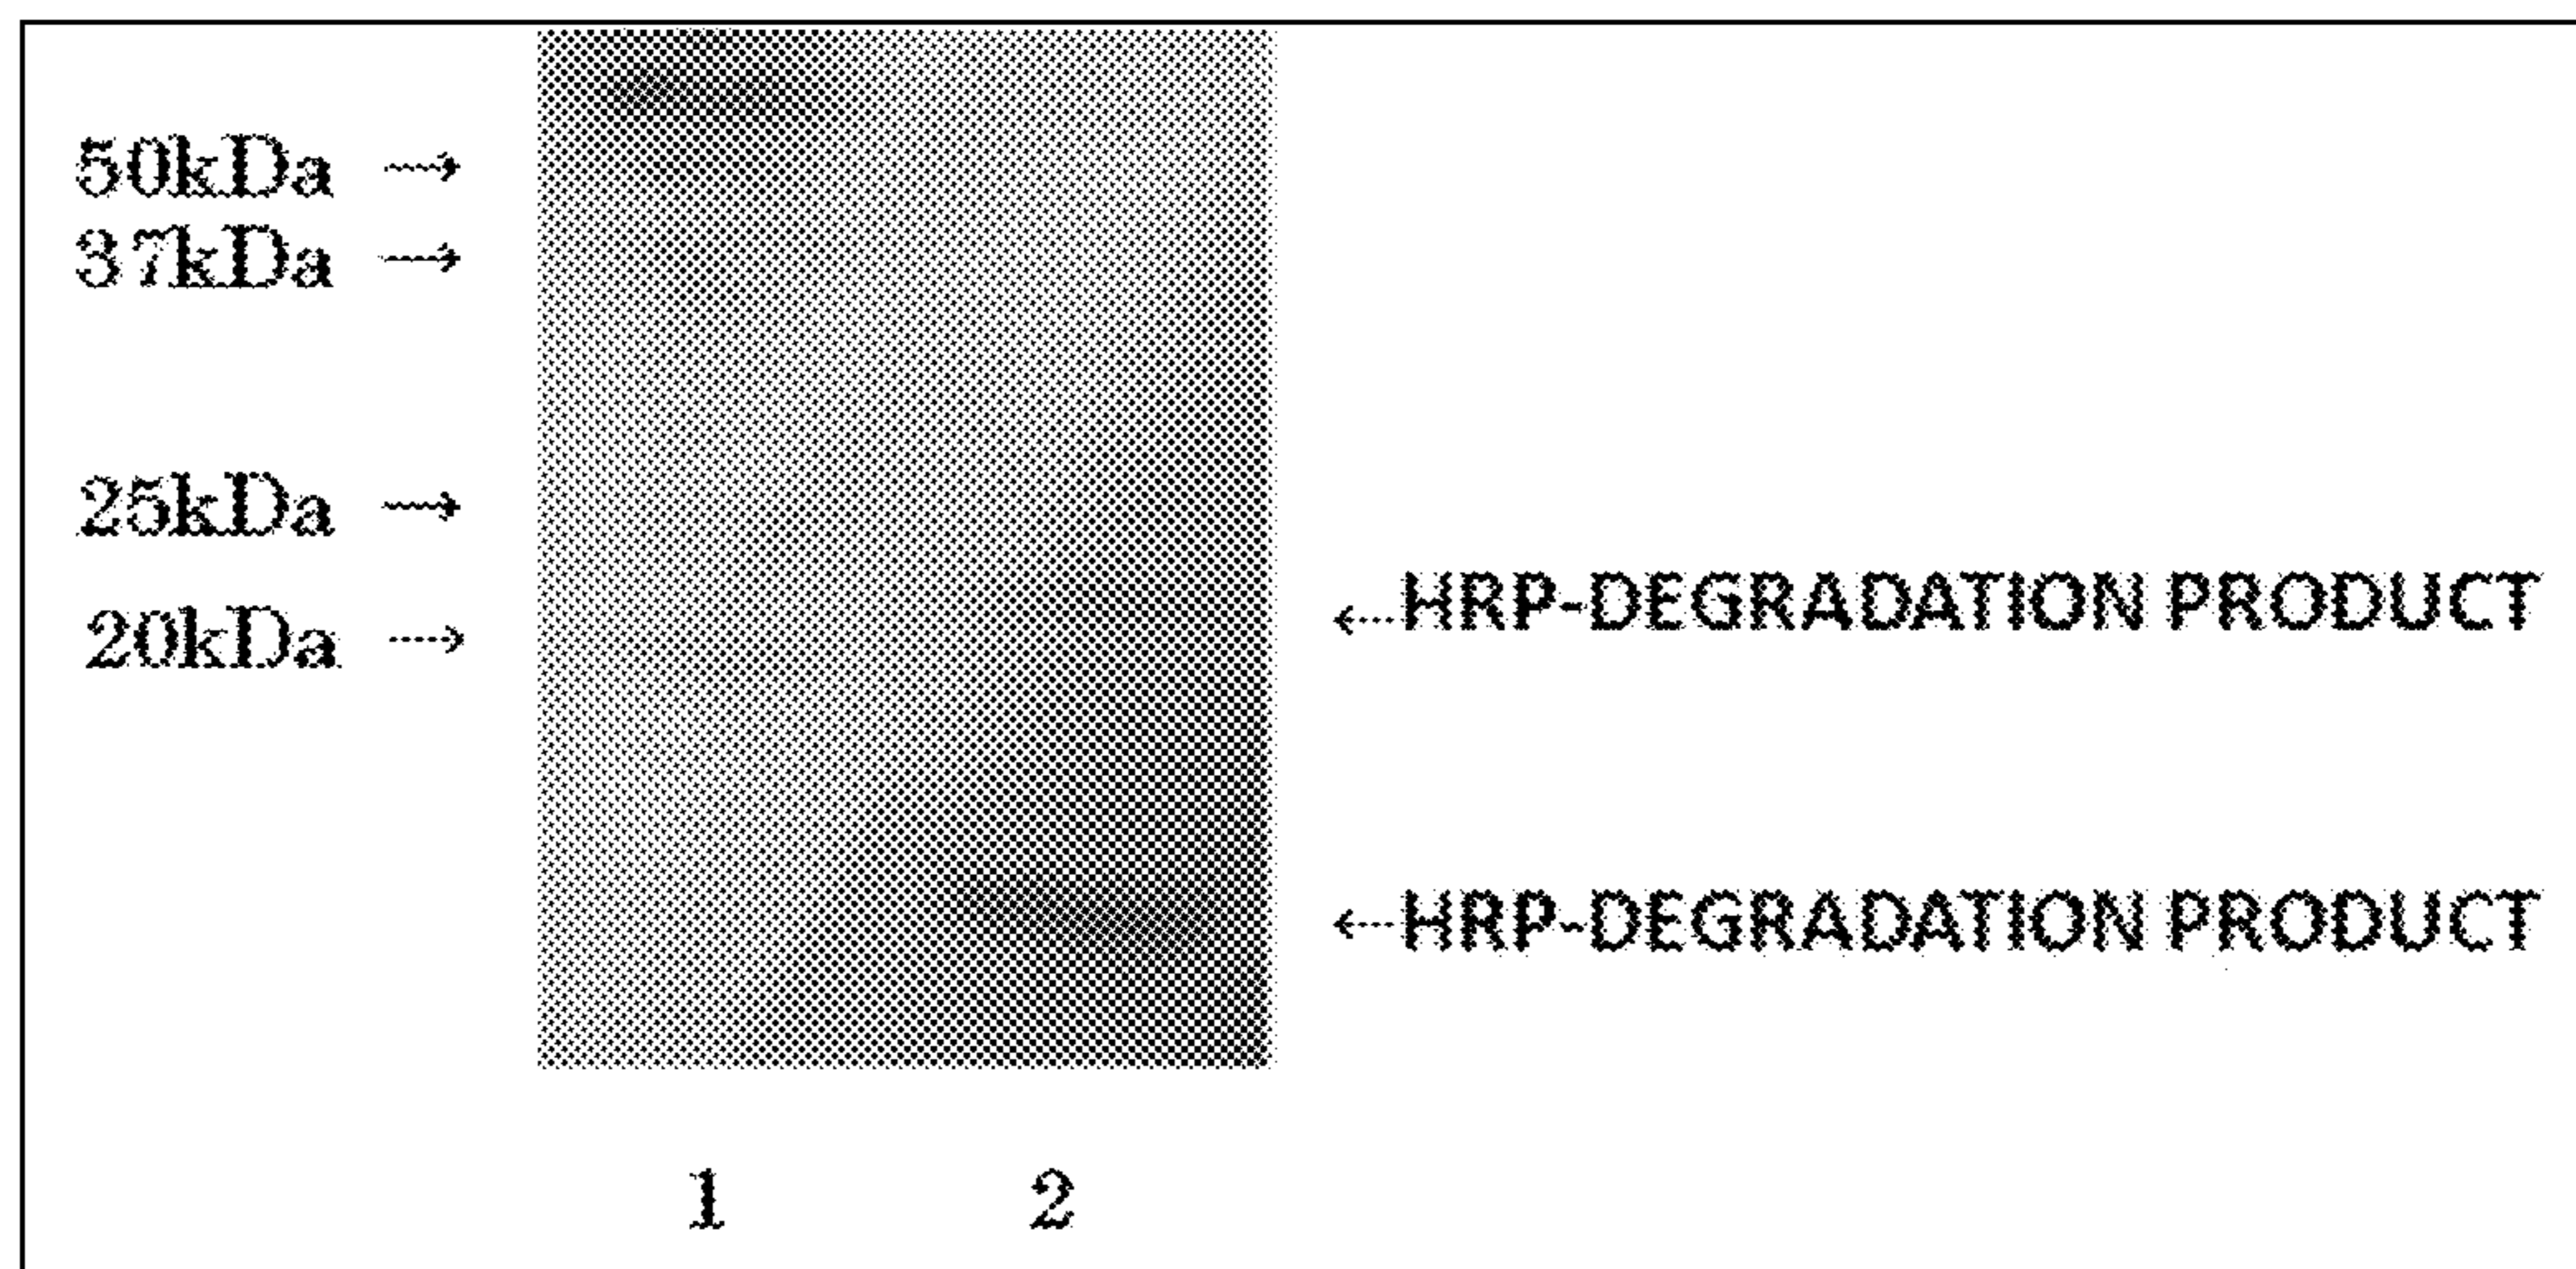 50kDa →
37kDa →
25kDa →
←HRP-DEGRADATION PRODUCT
20kDa →
←HRP-DEGRADATION PRODUCT
1 2